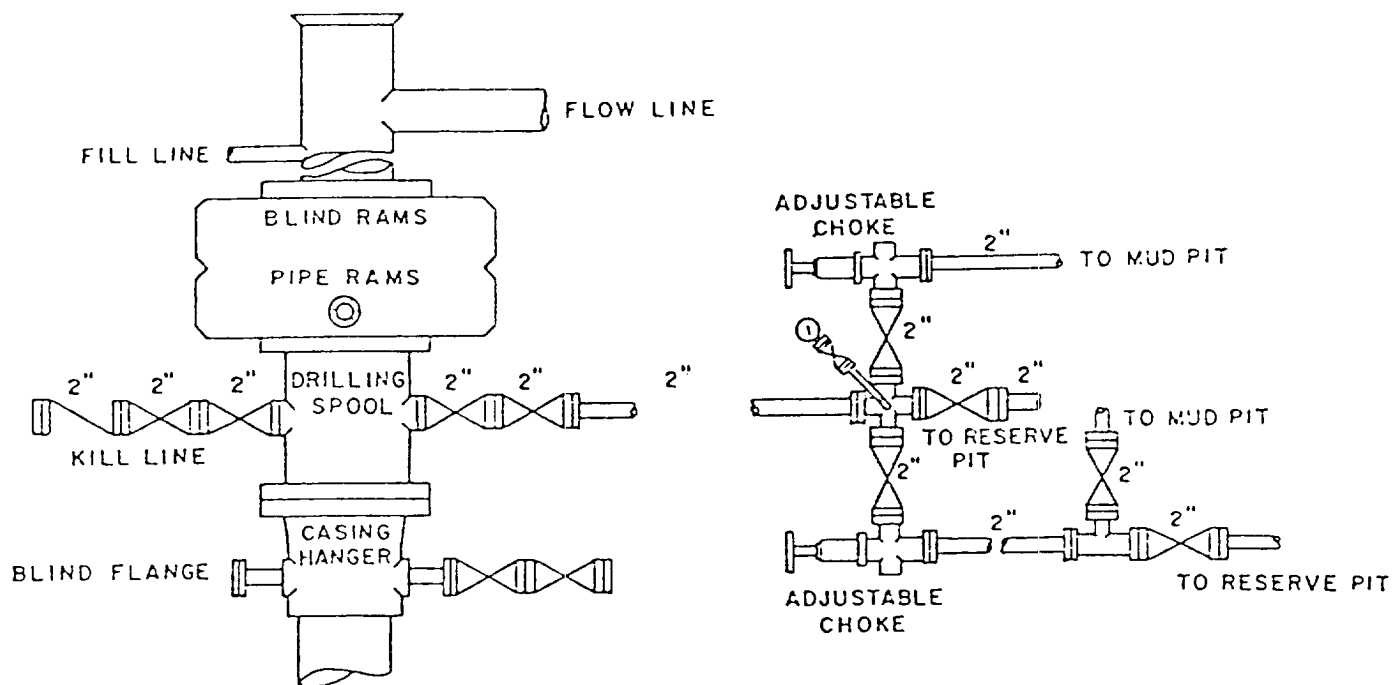 FLOW LINE
FILL LINE
BLIND RAMS
PIPE RAMS
2" 2" 2" DRILLING SPOOL 2" 2" 2"
KILL LINE
CASING
HANGER
BLIND FLANGE
ADJUSTABLE
CHOKE
2"
TO MUD PIT
2"
1
2" 2"
TO RESERVE
PIT
TO MUD PIT
2"
2"
2"
2"
TO RESERVE PIT
ADJUSTABLE
CHOKE